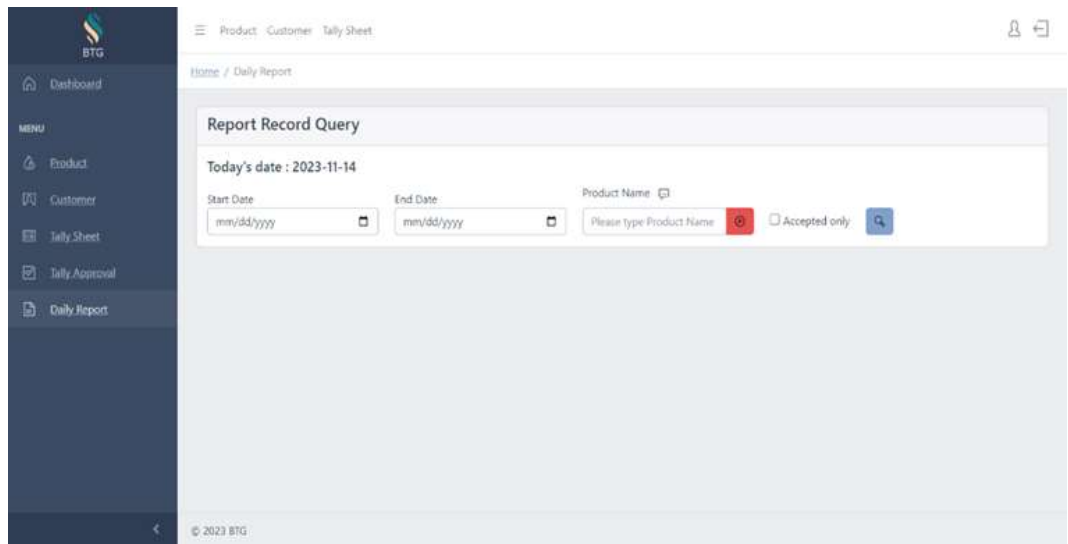 BTG
Dashboard
MENU
Product
Customer
Tally Sheet
Tally Approval
Daily Report
Product Customer Tally Sheet
Home / Daily Report
Report Record Query
Today's date : 2023-11-14
Start Date
mm/dd/yyyy
End Date
mm/dd/yyyy
Product Name
Please type Product Name
Accepted only
© 2023 BTG